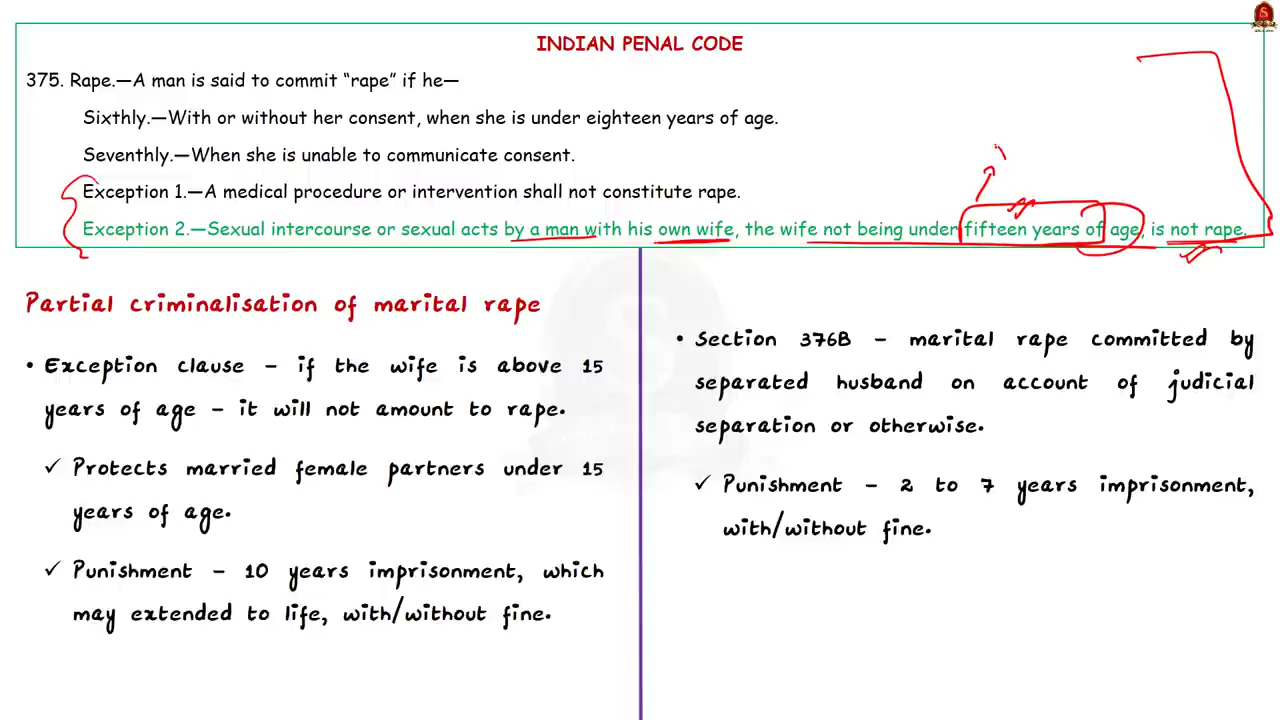 INDIAN PENAL CODE
375. Rape.—A man is said to commit “rape” if he—
Sixthly.—With or without her consent, when she is under eighteen years of age.
Seventhly.—When she is unable to communicate consent.
Exception 1.—A medical procedure or intervention shall not constitute rape.
Exception 2.—Sexual intercourse or sexual acts by a man with his own wife, the wife not being under fifteen years of age, is not rape.
Partial criminalisation of marital rape
• Exception clause – if the wife is above 15
years of age – it will not amount to rape.
✓ Protects married female partners under 15
years of age.
✓ Punishment – 10 years imprisonment, which
may extended to life, with/without fine.
• Section 376B – marital rape committed by
separated husband on account of judicial
separation or otherwise.
✓ Punishment – 2 to 7 years imprisonment,
with/without fine.